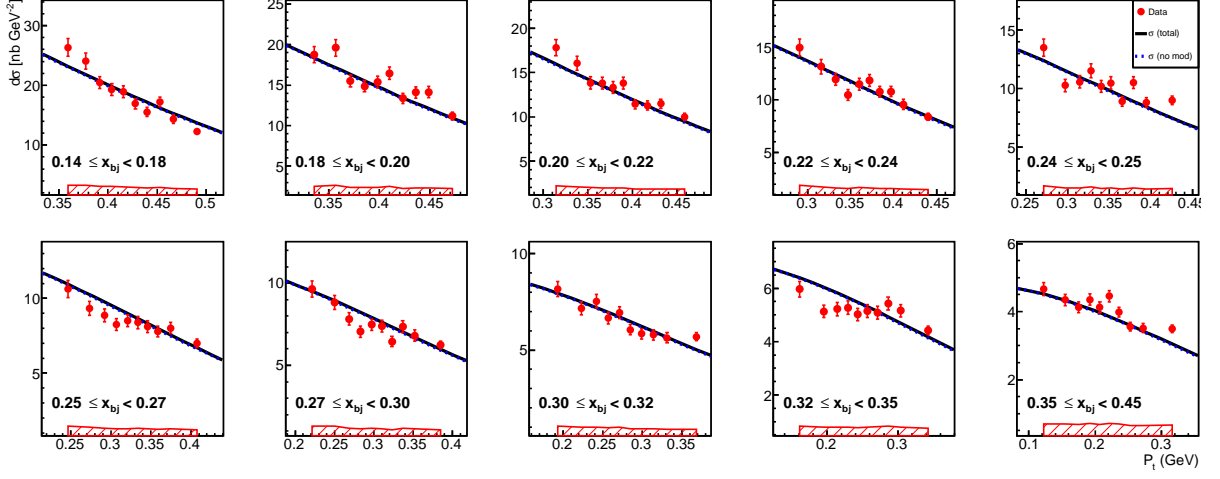 dσ [nb GeV⁻²]
30
20
10
0.35 0.4 0.45 0.5
0.14 ≤ x_bj < 0.18
20
15
10
5
0.35 0.4 0.45
0.18 ≤ x_bj < 0.20
20
15
10
5
0.3 0.35 0.4 0.45
0.20 ≤ x_bj < 0.22
15
10
5
0.3 0.35 0.4 0.45
0.22 ≤ x_bj < 0.24
Data
σ (total)
σ (no mod)
15
10
5
0.25 0.3 0.35 0.4 0.45
0.24 ≤ x_bj < 0.25
10
5
0.25 0.3 0.35 0.4
0.25 ≤ x_bj < 0.27
10
5
0.2 0.25 0.3 0.35 0.4
0.27 ≤ x_bj < 0.30
10
5
0.2 0.25 0.3 0.35
0.30 ≤ x_bj < 0.32
6
4
2
0.2 0.3
0.32 ≤ x_bj < 0.35
6
4
2
0.1 0.2 0.3
0.35 ≤ x_bj < 0.45
P_t (GeV)